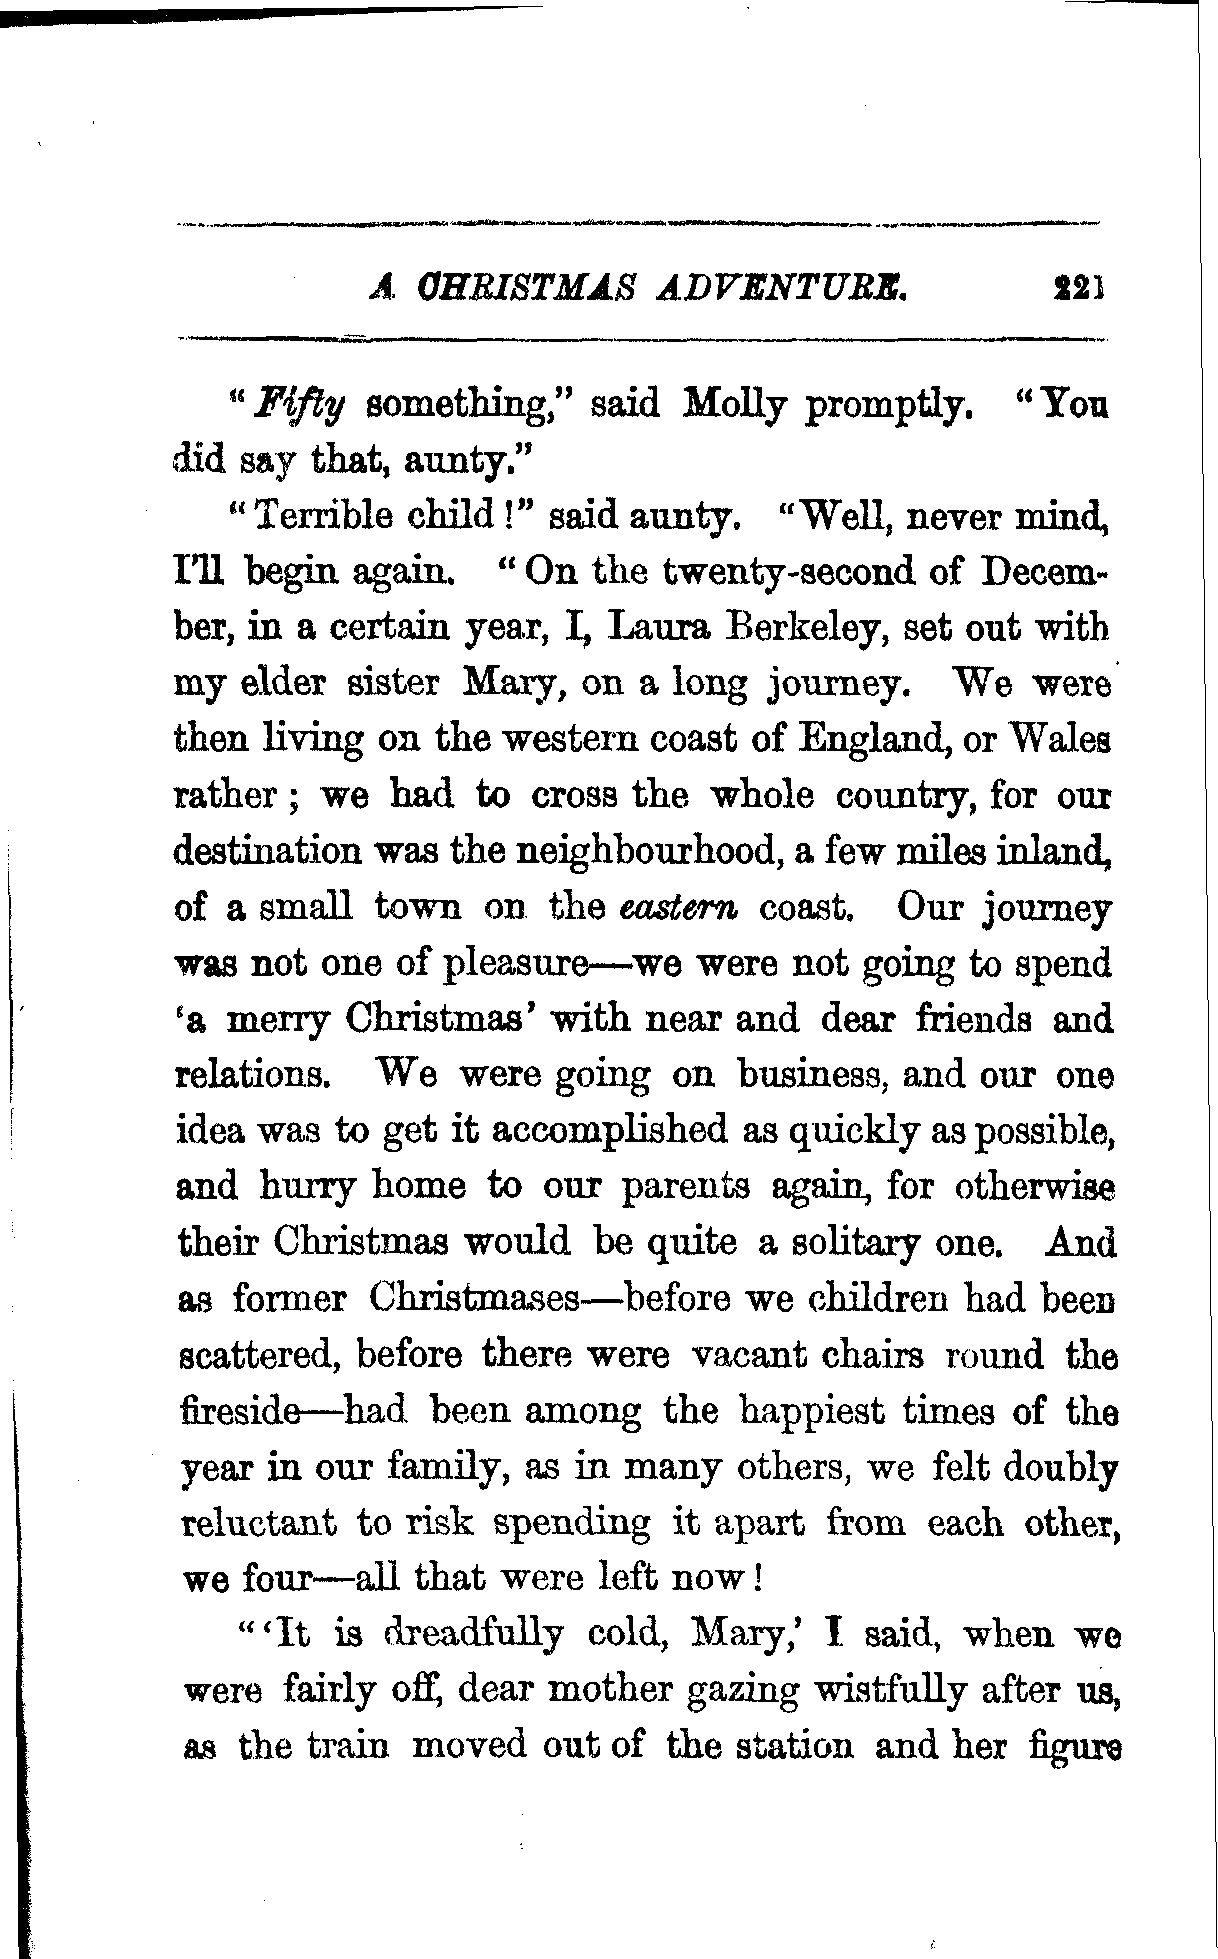 A CHRISTMAS ADVENTURE. 221
"Fifty something," said Molly promptly. "You
did say that, aunty."
"Terrible child!" said aunty. "Well, never mind,
I'll begin again. "On the twenty-second of Decem-
ber, in a certain year, I, Laura Berkeley, set out with
my elder sister Mary, on a long journey. We were
then living on the western coast of England, or Wales
rather; we had to cross the whole country, for our
destination was the neighbourhood, a few miles inland,
of a small town on the eastern coast. Our journey
was not one of pleasure—we were not going to spend
'a merry Christmas' with near and dear friends and
relations. We were going on business, and our one
idea was to get it accomplished as quickly as possible,
and hurry home to our parents again, for otherwise
their Christmas would be quite a solitary one. And
as former Christmases—before we children had been
scattered, before there were vacant chairs round the
fireside—had been among the happiest times of the
year in our family, as in many others, we felt doubly
reluctant to risk spending it apart from each other,
we four—all that were left now!
"'It is dreadfully cold, Mary,' I said, when we
were fairly off, dear mother gazing wistfully after us,
as the train moved out of the station and her figure